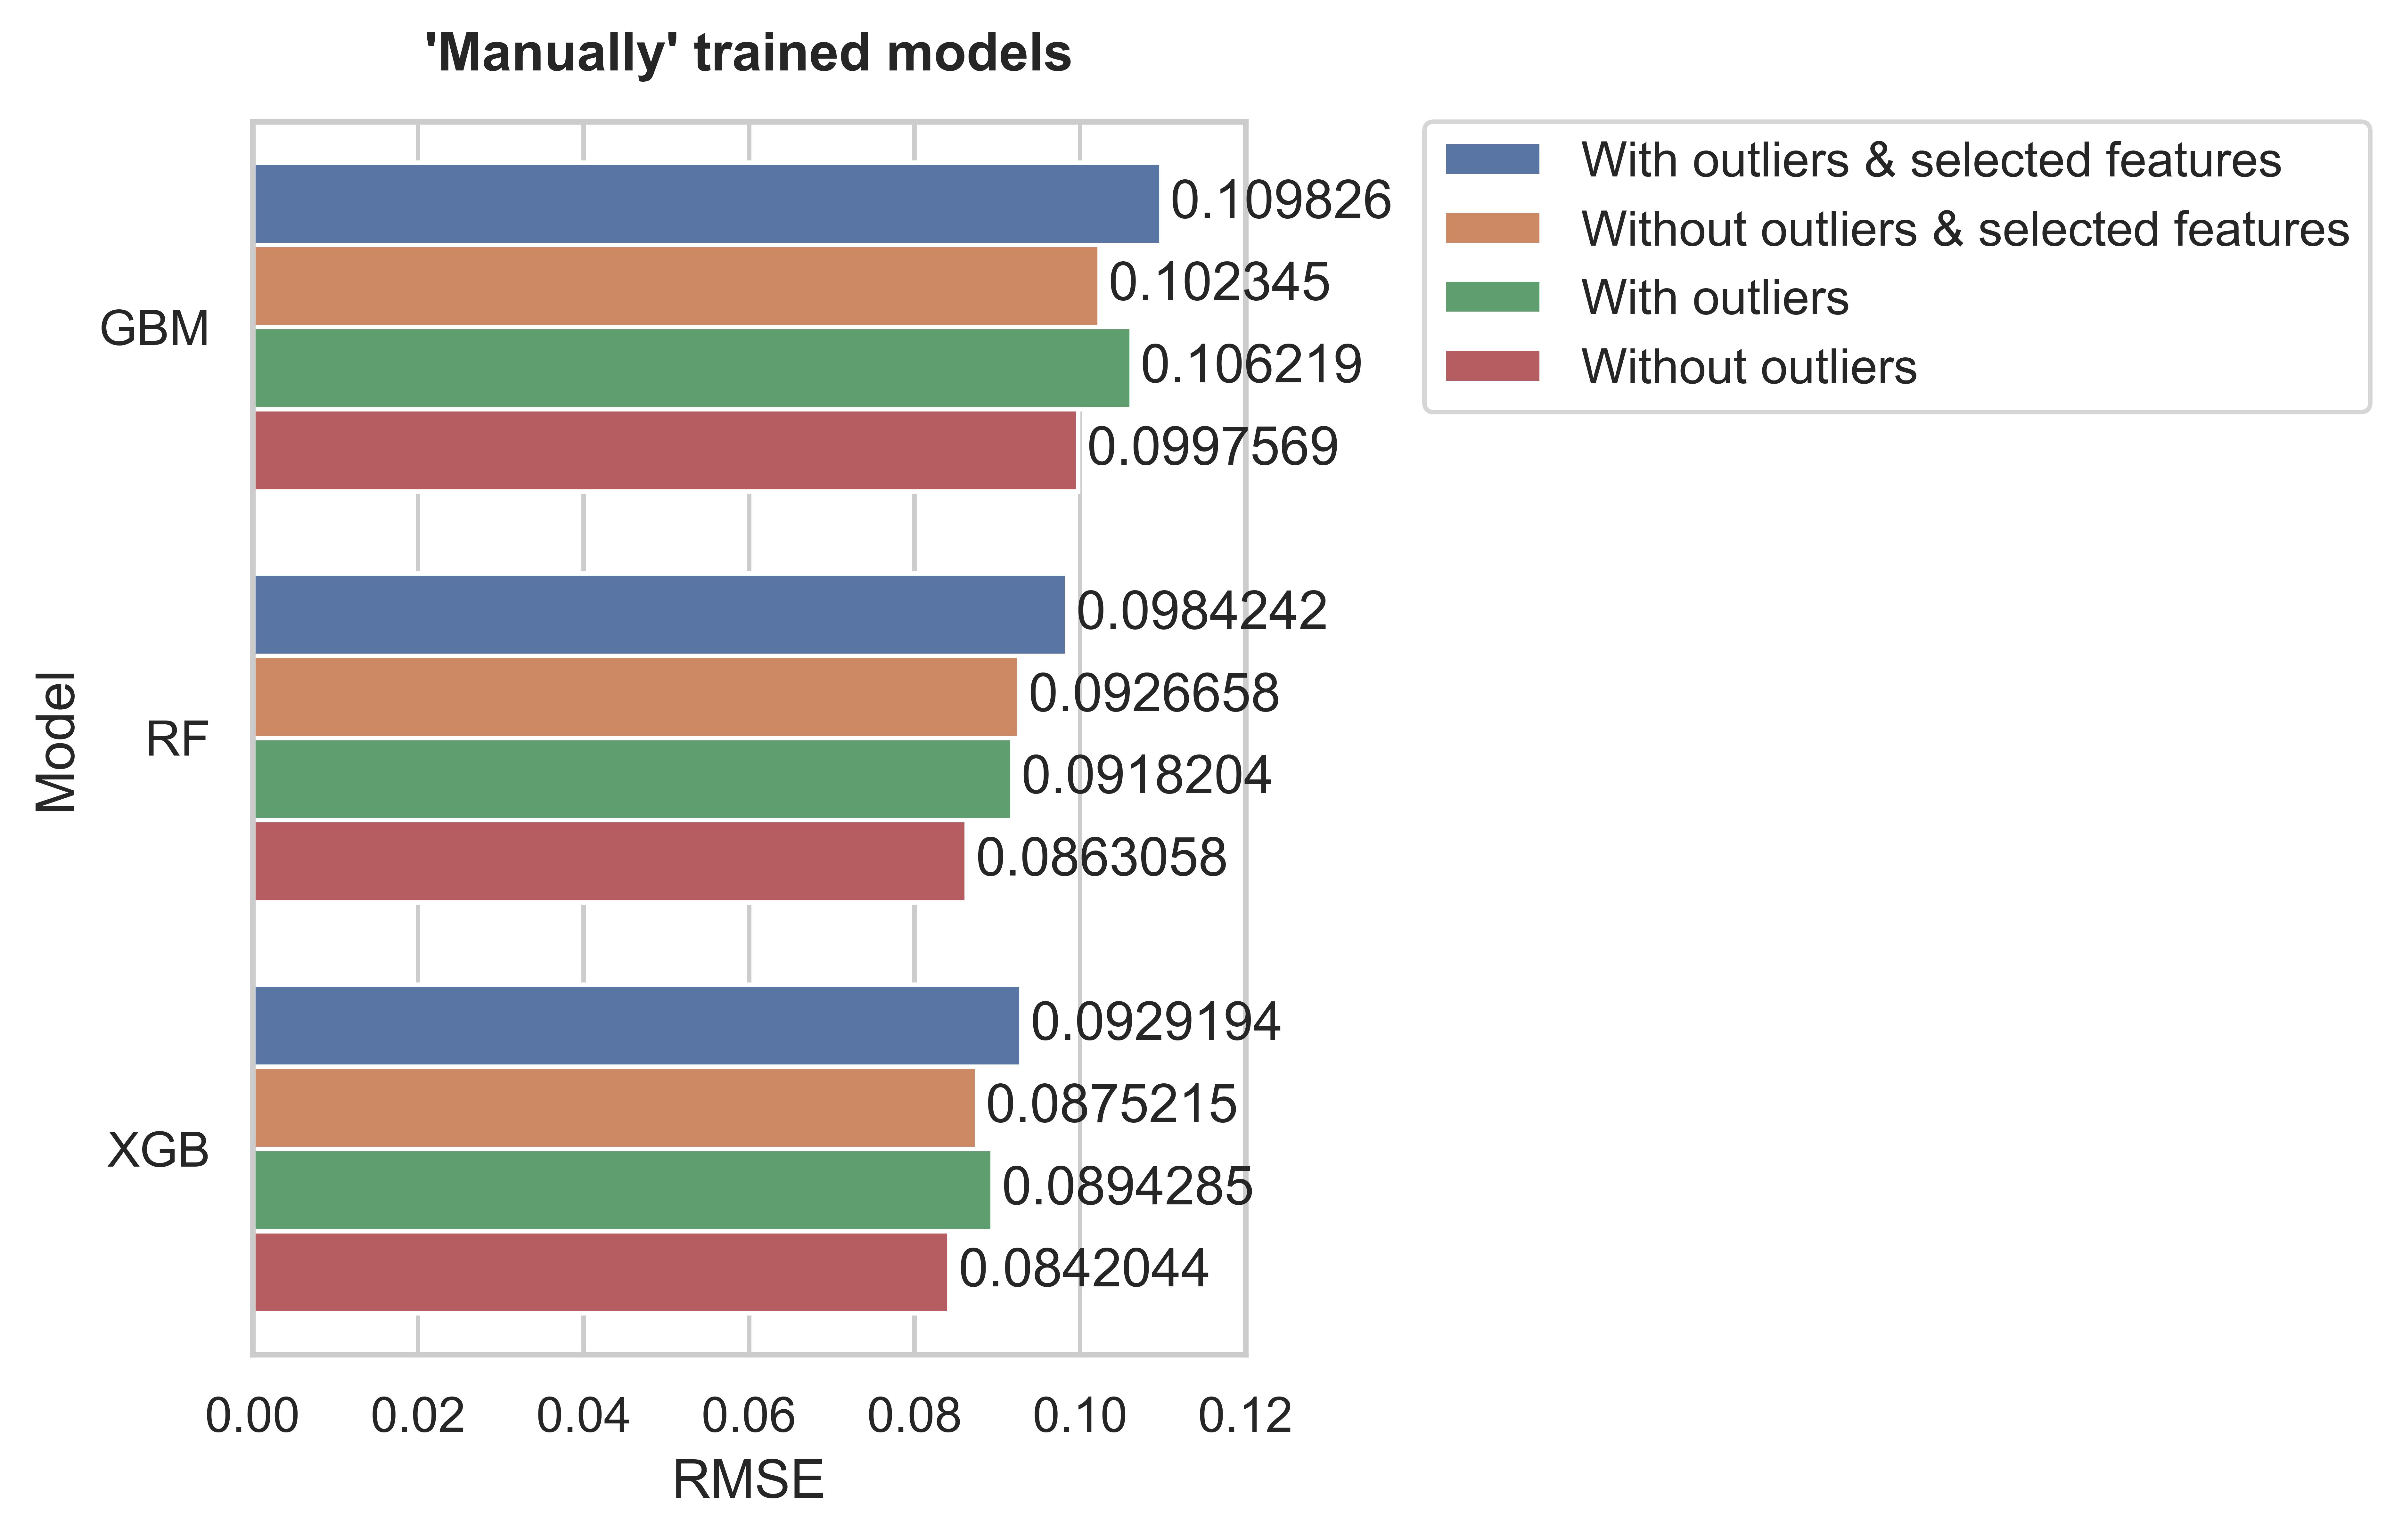 'Manually' trained models
With outliers & selected features
Without outliers & selected features
With outliers
Without outliers
Model
GBM
0.109826
0.102345
0.106219
0.0997569
RF
0.0984242
0.0926658
0.0918204
0.0863058
XGB
0.0929194
0.0875215
0.0894285
0.0842044
0.00 0.02 0.04 0.06 0.08 0.10 0.12
RMSE